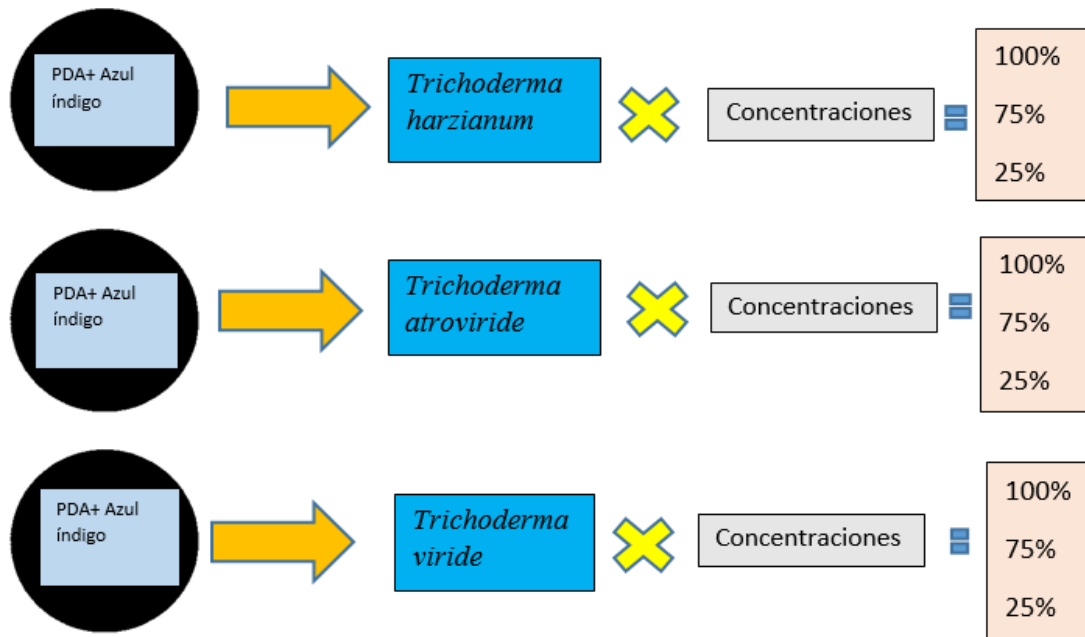 PDA+ Azul
índigo
Trichoderma
harzianum
Concentraciones
100%
75%
25%
PDA+ Azul
índigo
Trichoderma
atroviride
Concentraciones
100%
75%
25%
PDA+ Azul
índigo
Trichoderma
viride
Concentraciones
100%
75%
25%